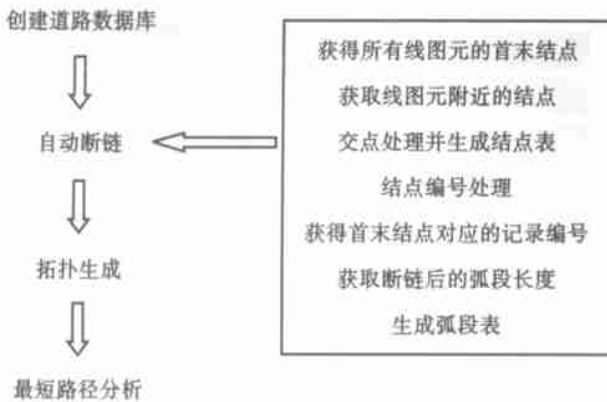 创建道路数据库
自动断链
拓扑生成
最短路径分析
获得所有线图元的首末结点
获取线图元附近的结点
交点处理并生成结点表
结点编号处理
获得首末结点对应的记录编号
获取断链后的弧段长度
生成弧段表